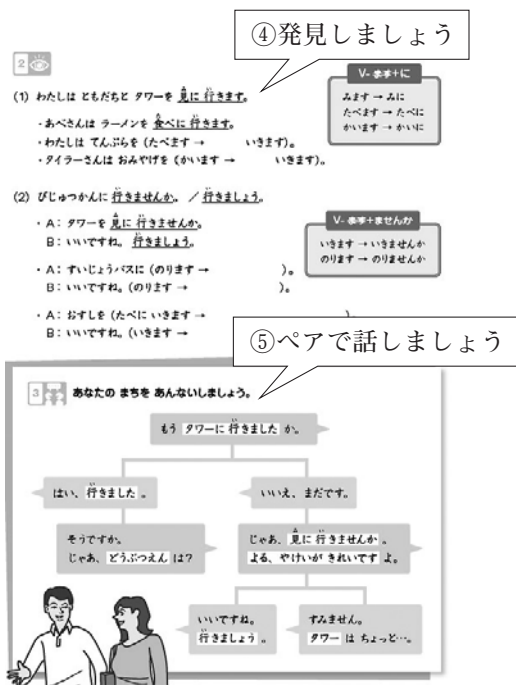 ④発見しましょう
2
V-ます+に
みます → みに
たべます → たべに
かいます → かいに
(1) わたしは ともだちと タワーを 見に 行きます。
・あべさんは ラーメンを 食べに 行きます。
・わたしは てんぷらを (たべます → いきます)。
・タイラーさんは おみやげを (かいます → いきます)。
(2) びじゅつかんに 行きませんか。 / 行きましょう。
・A: タワーを 見に 行きませんか。
B: いいですね。 行きましょう。
V-ます+ませんか
いきます → いきませんか
のります → のりませんか
・A: すいじょうバスに (のります → )。
B: いいですね。(のります → )。
・A: おすしを (たべに いきます → )。
B: いいですね。(いきます →
⑤ペアで話しましょう
3 あなたの まちを あんないしましょう。
もう タワーに 行きました か。
はい、行きました 。
いいえ、まだです。
そうですか。
じゃあ、どうぶつえん は?
じゃあ、見に 行きませんか 。
よる、やけいが きれいです よ。
いいですね。
行きましょう 。
すみません。
タワー は ちょっと…。